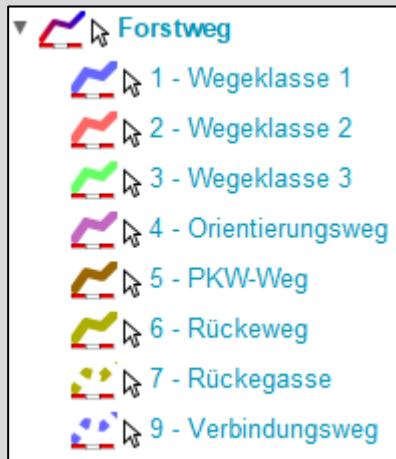 Forstweg
1 - Wegeklasse 1
2 - Wegeklasse 2
3 - Wegeklasse 3
4 - Orientierungsweg
5 - PKW-Weg
6 - Rückeweg
7 - Rückegasse
9 - Verbindungsweg